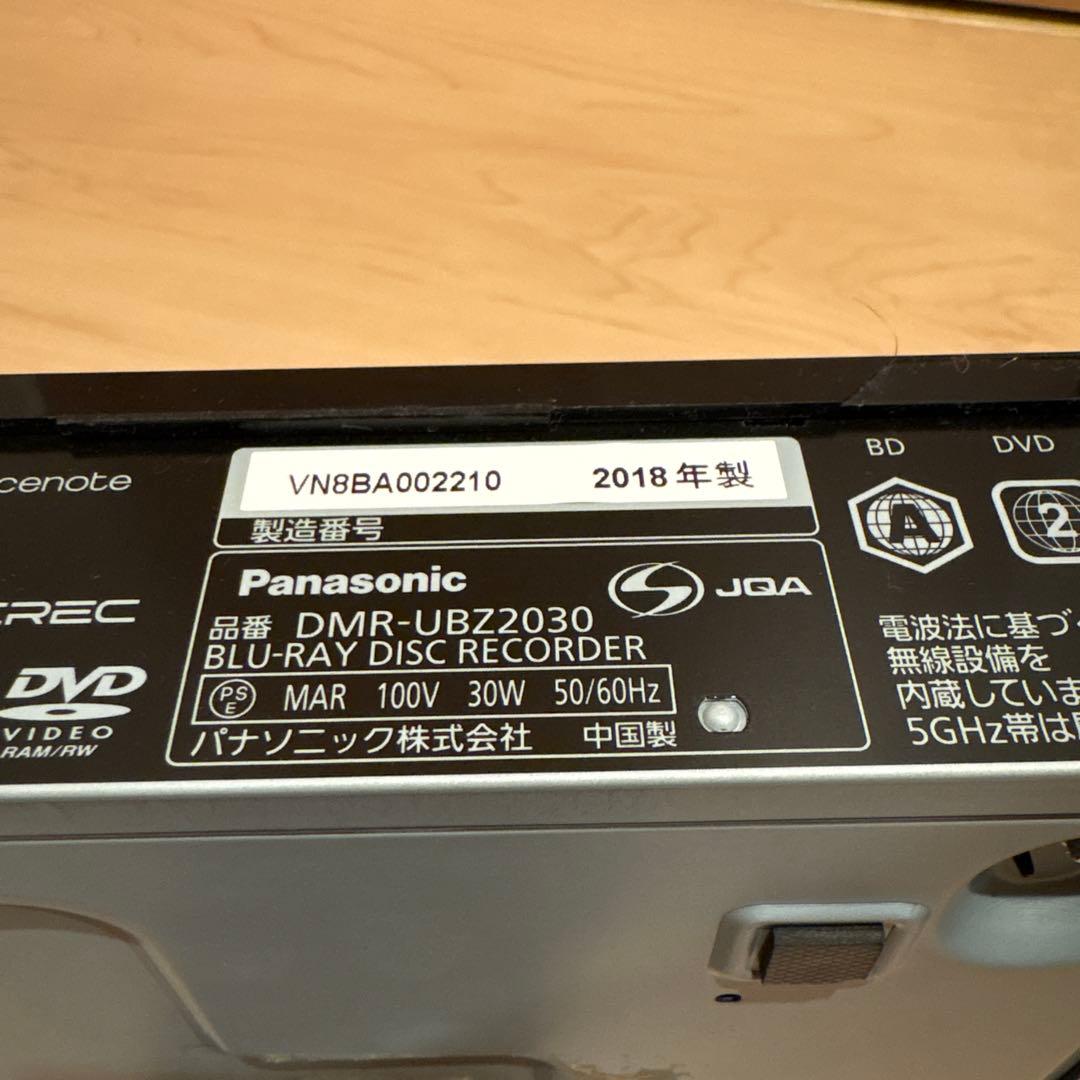 cenote
REC
DVD
VIDEO
RAM/RW
VN8BA002210 2018年製
製造番号
Panasonic
JQA
品番 DMR-UBZ2030
BLU-RAY DISC RECORDER
PS
E
MAR 100V 30W 50/60Hz
パナソニック株式会社 中国製
BD DVD
A 2
電波法に基づ
無線設備を
内蔵していま
5GHz帯は